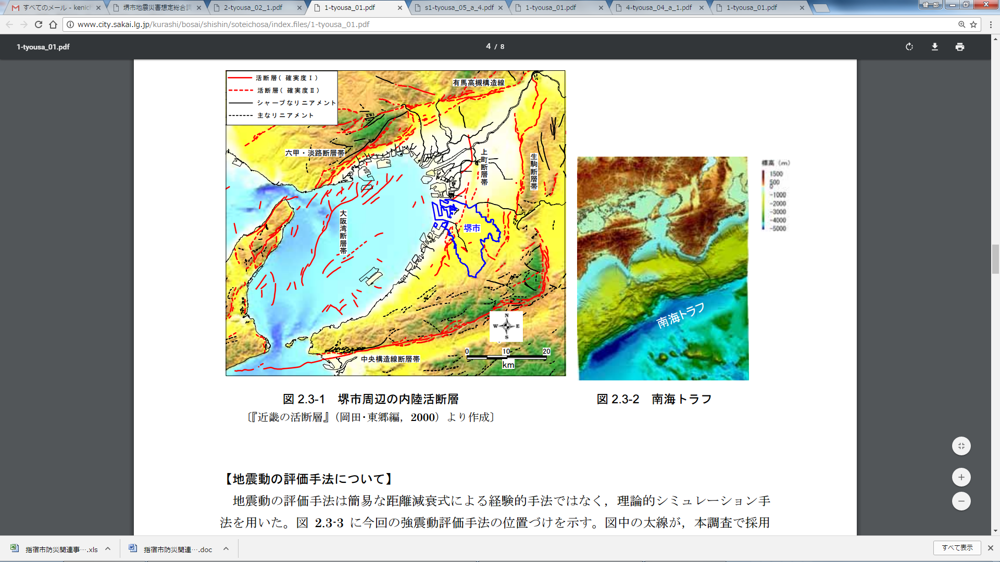 すべてのメール - kenich
堺市地震災害想定総合調
2-tyousa_02_1.pdf
1-tyousa_01.pdf
s1-tyousa_05_a_4.pdf
1-tyousa_01.pdf
4-tyousa_04_a_1.pdf
1-tyousa_01.pdf
健一郎
www.city.sakai.lg.jp/kurashi/bosai/shishin/soteichosa/index.files/1-tyousa_01.pdf
1-tyousa_01.pdf
4 / 8
活断層( 確実度Ⅰ)
活断層( 確実度Ⅱ)
シャープなリニアメント
主なリニアメント
有馬高槻構造線
六甲・淡路断層帯
上町断層帯
生駒断層帯
大阪湾断層帯
堺市
中央構造線断層帯
N
W E
S
0 10 20
km
標高（m）
1500
500
0
-1000
-2000
-3000
-4000
-5000
南海トラフ
図 2.3-1 堺市周辺の内陸活断層
〔『近畿の活断層』（岡田･東郷編，2000）より作成〕
図 2.3-2 南海トラフ
【地震動の評価手法について】
地震動の評価手法は簡易な距離減衰式による経験的手法ではなく，理論的シミュレーション手
法を用いた。図 2.3-3 に今回の強震動評価手法の位置づけを示す。図中の太線が，本調査で採用
指宿市防災関連事….xls
指宿市防災関連….doc
すべて表示